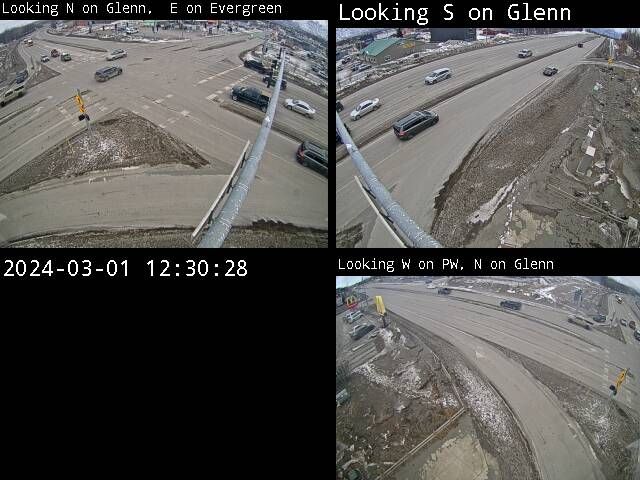 Looking N on Glenn,  E on Evergreen
Looking S on Glenn
2024-03-01 12:30:28
Looking W on PW, N on Glenn